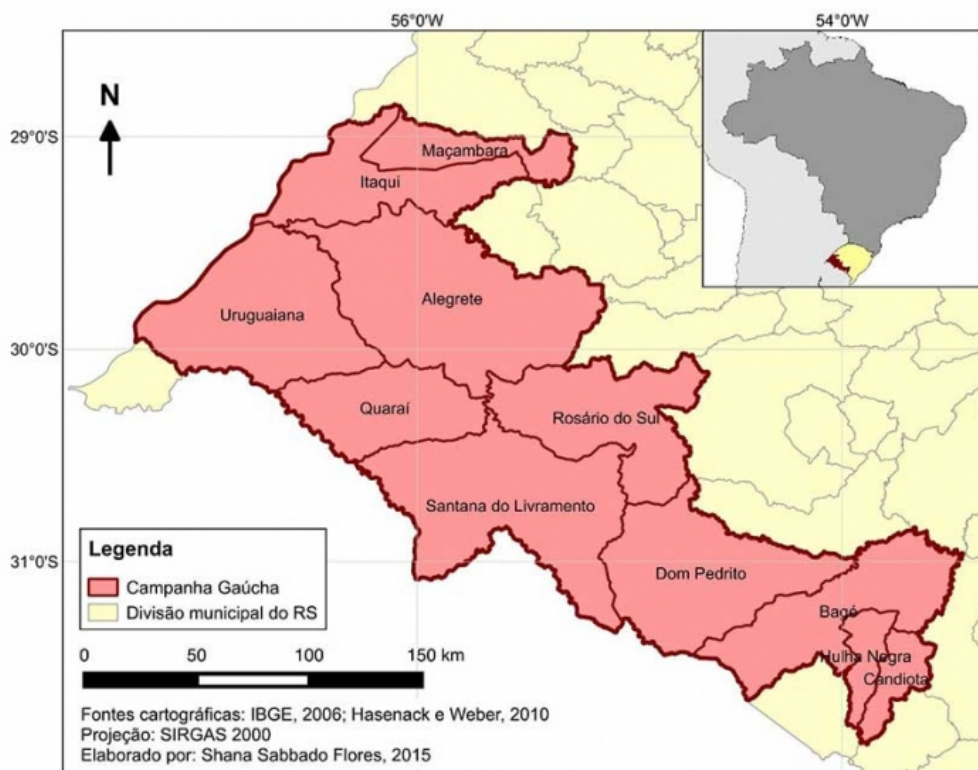 56°0'W
54°0'W
N
29°0'S
Maçambara
Itaqui
Uruguaiana
Alegrete
30°0'S
Quaraí
Rosário do Sul
Santana do Livramento
31°0'S
Dom Pedrito
Bagé
Hulha Negra
Candiota
Legenda
Campanha Gaúcha
Divisão municipal do RS
0 50 100 150 km
Fontes cartográficas: IBGE, 2006; Hasenack e Weber, 2010
Projeção: SIRGAS 2000
Elaborado por: Shana Sabbado Flores, 2015